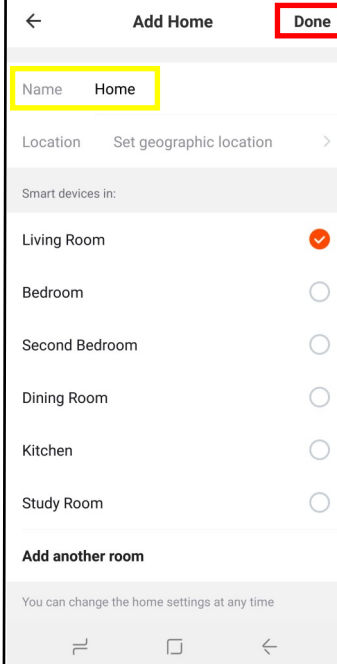 Add Home Done
Name Home
Location Set geographic location
Smart devices in:
Living Room
Bedroom
Second Bedroom
Dining Room
Kitchen
Study Room
Add another room
You can change the home settings at any time